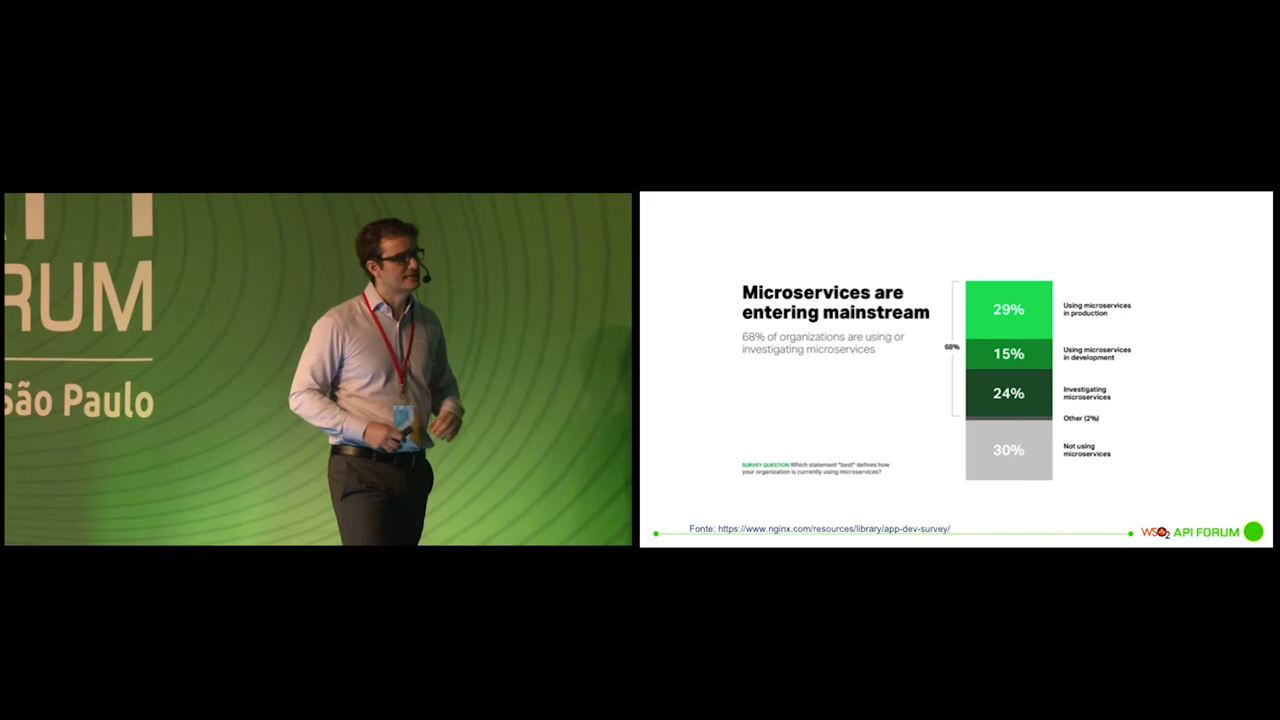 RUM
São Paulo
Microservices are
entering mainstream
68% of organizations are using or
investigating microservices
68%
29%
15%
24%
30%
Using microservices
in production
Using microservices
in development
Investigating
microservices
Other (2%)
Not using
microservices
SURVEY QUESTION Which statement "best" defines how
your organization is currently using microservices?
Fonte: https://www.nginx.com/resources/library/app-dev-survey/
WSO2 API FORUM